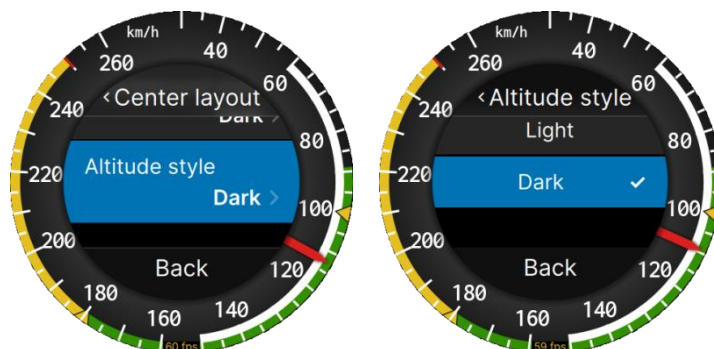 km/h
260
40
60
‹Center layout
240
Dark >
80
Altitude style
220
Dark >
100
200
Back
120
180
160
140
60 fps
km/h
260
40
60
‹Altitude style
240
Light
80
220
Dark
100
200
Back
120
180
160
140
59 fps